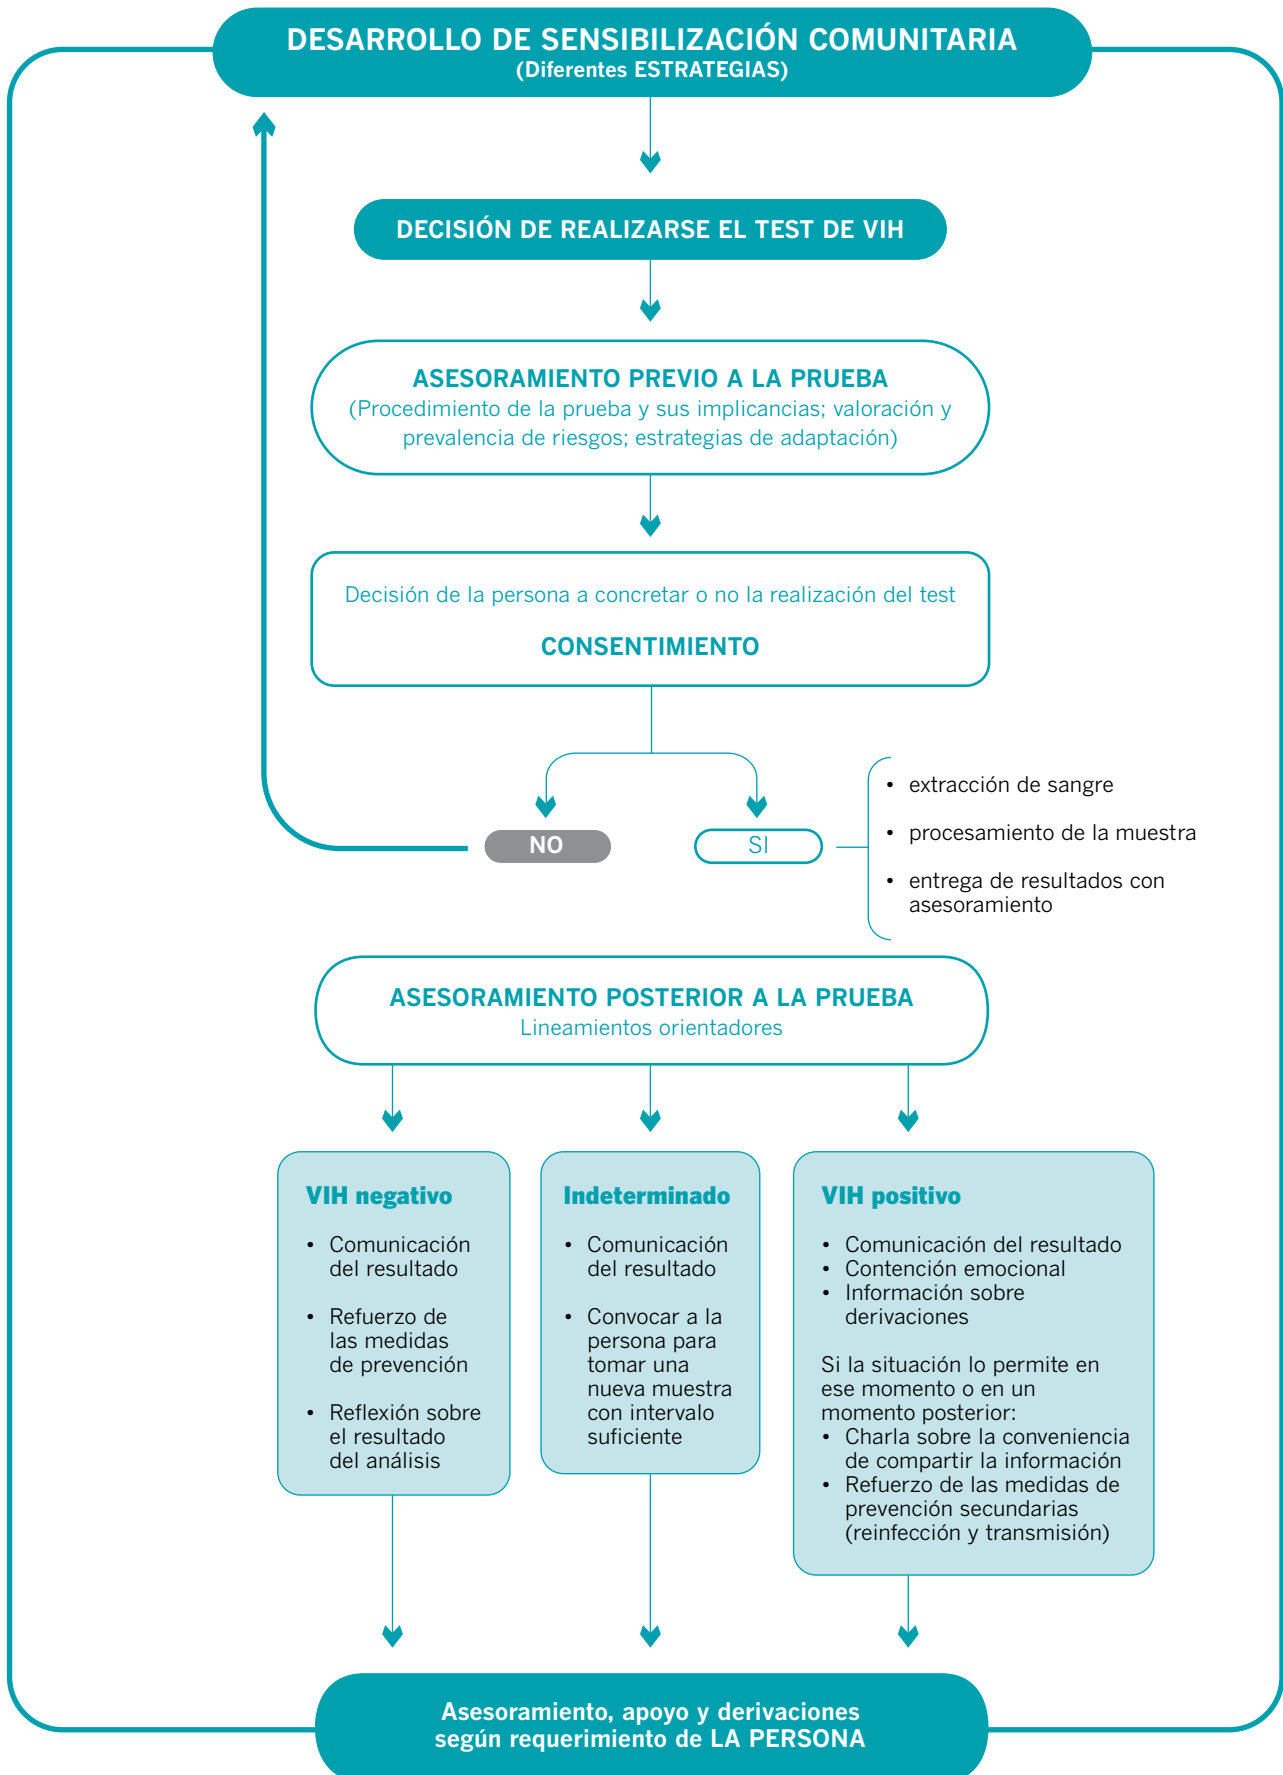 DESARROLLO DE SENSIBILIZACIÓN COMUNITARIA
(Diferentes ESTRATEGIAS)
DECISIÓN DE REALIZARSE EL TEST DE VIH
ASESORAMIENTO PREVIO A LA PRUEBA
(Procedimiento de la prueba y sus implicancias; valoración y
prevalencia de riesgos; estrategias de adaptación)
Decisión de la persona a concretar o no la realización del test
CONSENTIMIENTO
NO
SI
• extracción de sangre
• procesamiento de la muestra
• entrega de resultados con
asesoramiento
ASESORAMIENTO POSTERIOR A LA PRUEBA
Lineamientos orientadores
VIH negativo
• Comunicación
del resultado
• Refuerzo de
las medidas
de prevención
• Reflexión sobre
el resultado
del análisis
Indeterminado
• Comunicación
del resultado
• Convocar a la
persona para
tomar una
nueva muestra
con intervalo
suficiente
VIH positivo
• Comunicación del resultado
• Contención emocional
• Información sobre
derivaciones
Si la situación lo permite en
ese momento o en un
momento posterior:
• Charla sobre la conveniencia
de compartir la información
• Refuerzo de las medidas de
prevención secundarias
(reinfección y transmisión)
Asesoramiento, apoyo y derivaciones
según requerimiento de LA PERSONA